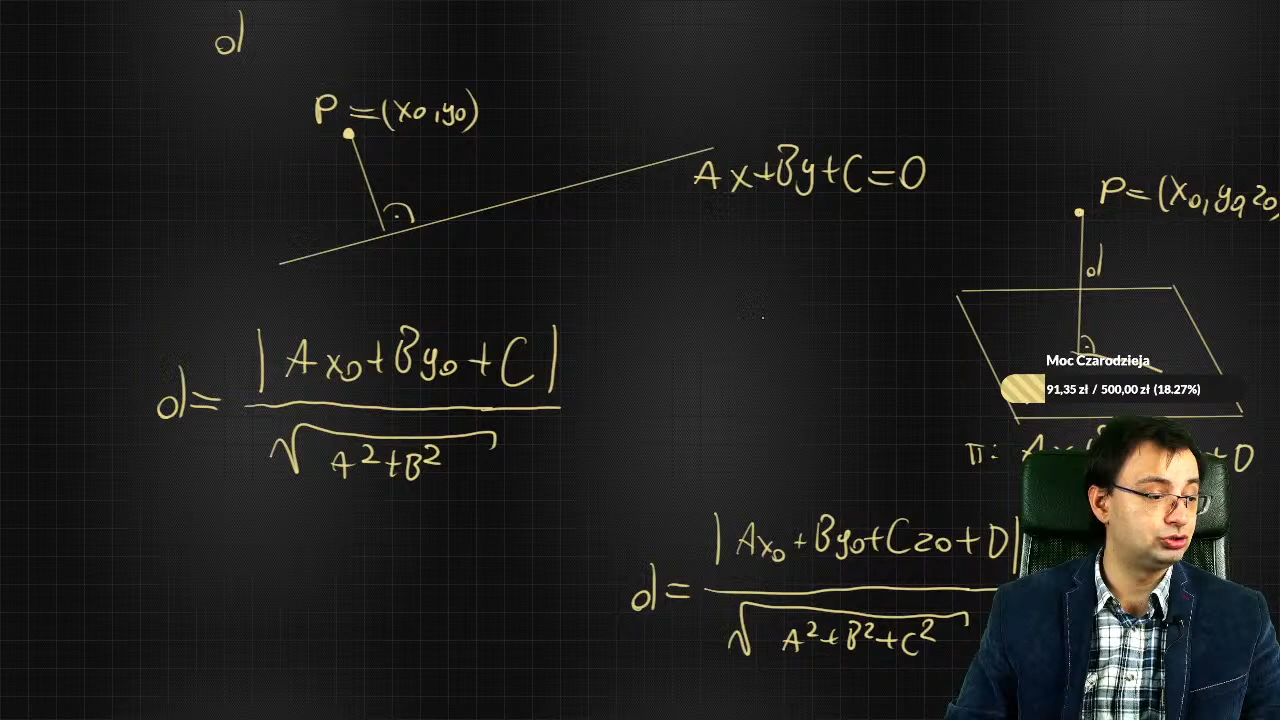 d
P = (x0, y0)
Ax+By+C=0
P=(x0, y0, z0)
d
Moc Czarodzieja
91,35 zł / 500,00 zł (18.27%)
d= |Ax0+By0+C| / √A²+B²
π: A +D
d= |Ax0+By0+Cz0+D| / √A²+B²+C²